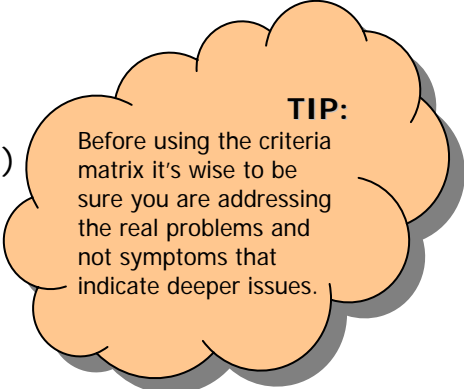 TIP:
Before using the criteria
)
matrix it's wise to be
sure you are addressing
the real problems and
not symptoms that
indicate deeper issues.